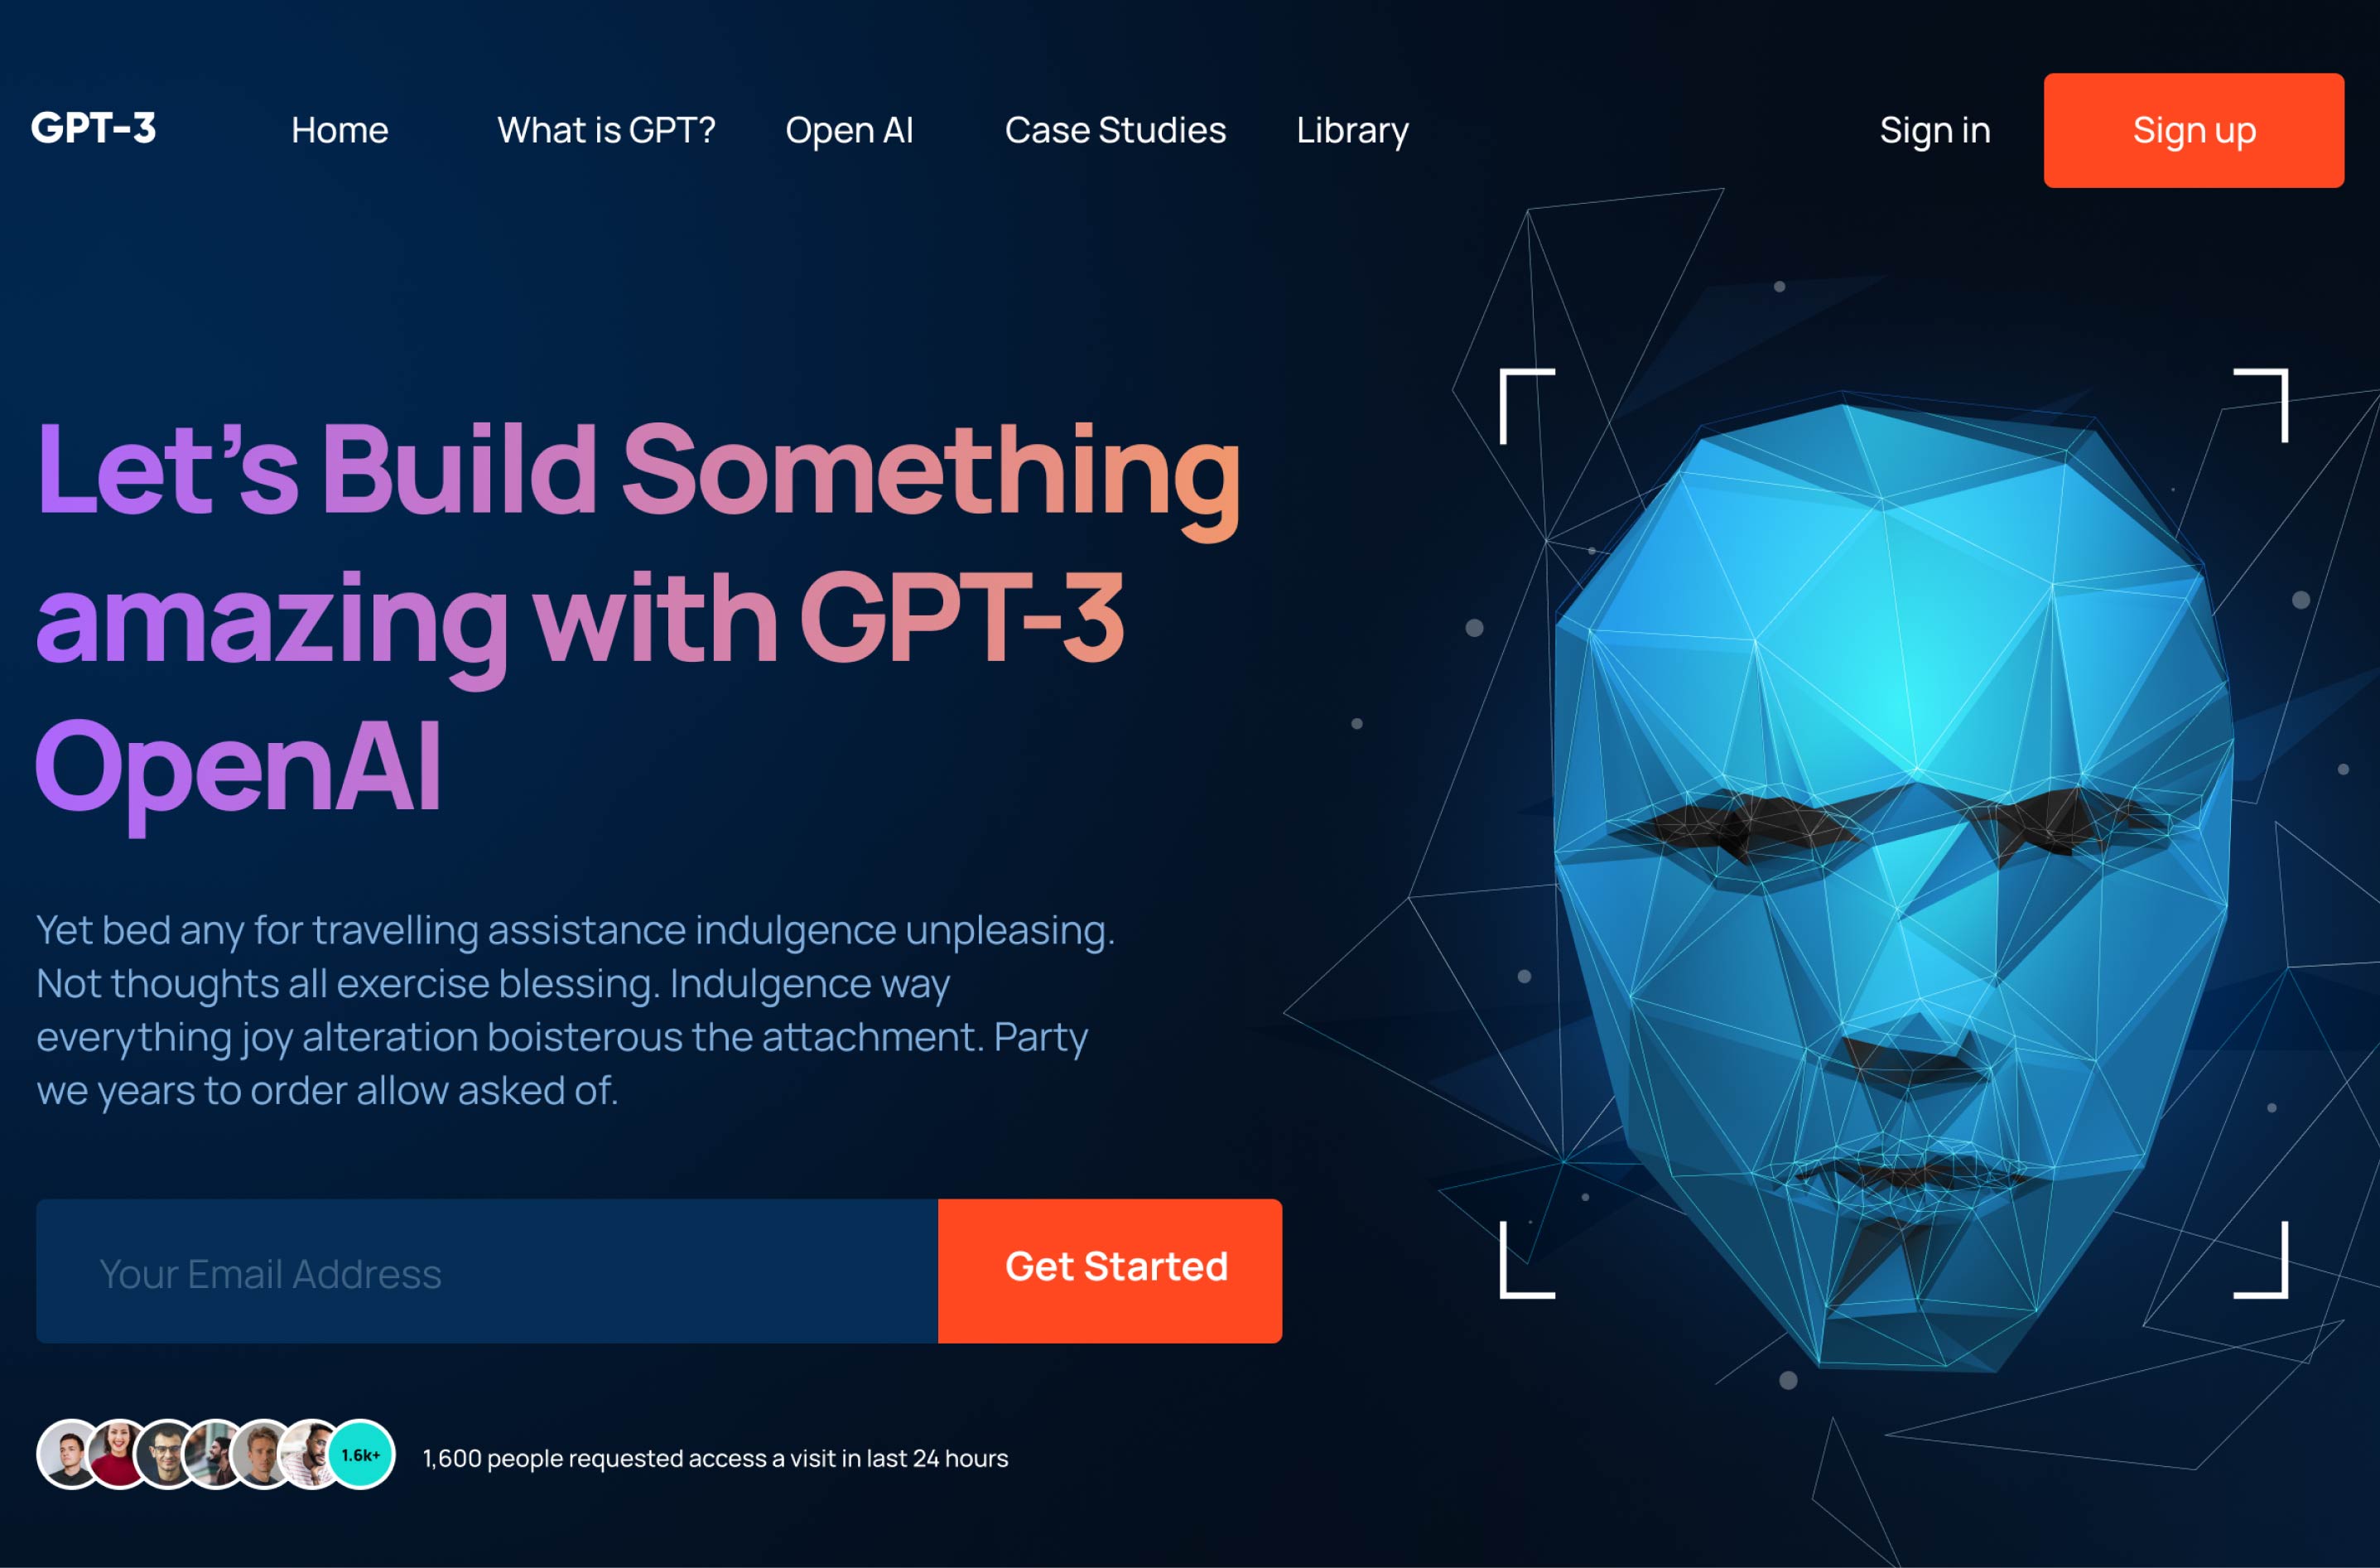 GPT-3 Home What is GPT? Open AI Case Studies Library Sign in Sign up
Let’s Build Something
amazing with GPT-3
OpenAI
Yet bed any for travelling assistance indulgence unpleasing.
Not thoughts all exercise blessing. Indulgence way
everything joy alteration boisterous the attachment. Party
we years to order allow asked of.
Your Email Address Get Started
1.6k+ 1,600 people requested access a visit in last 24 hours